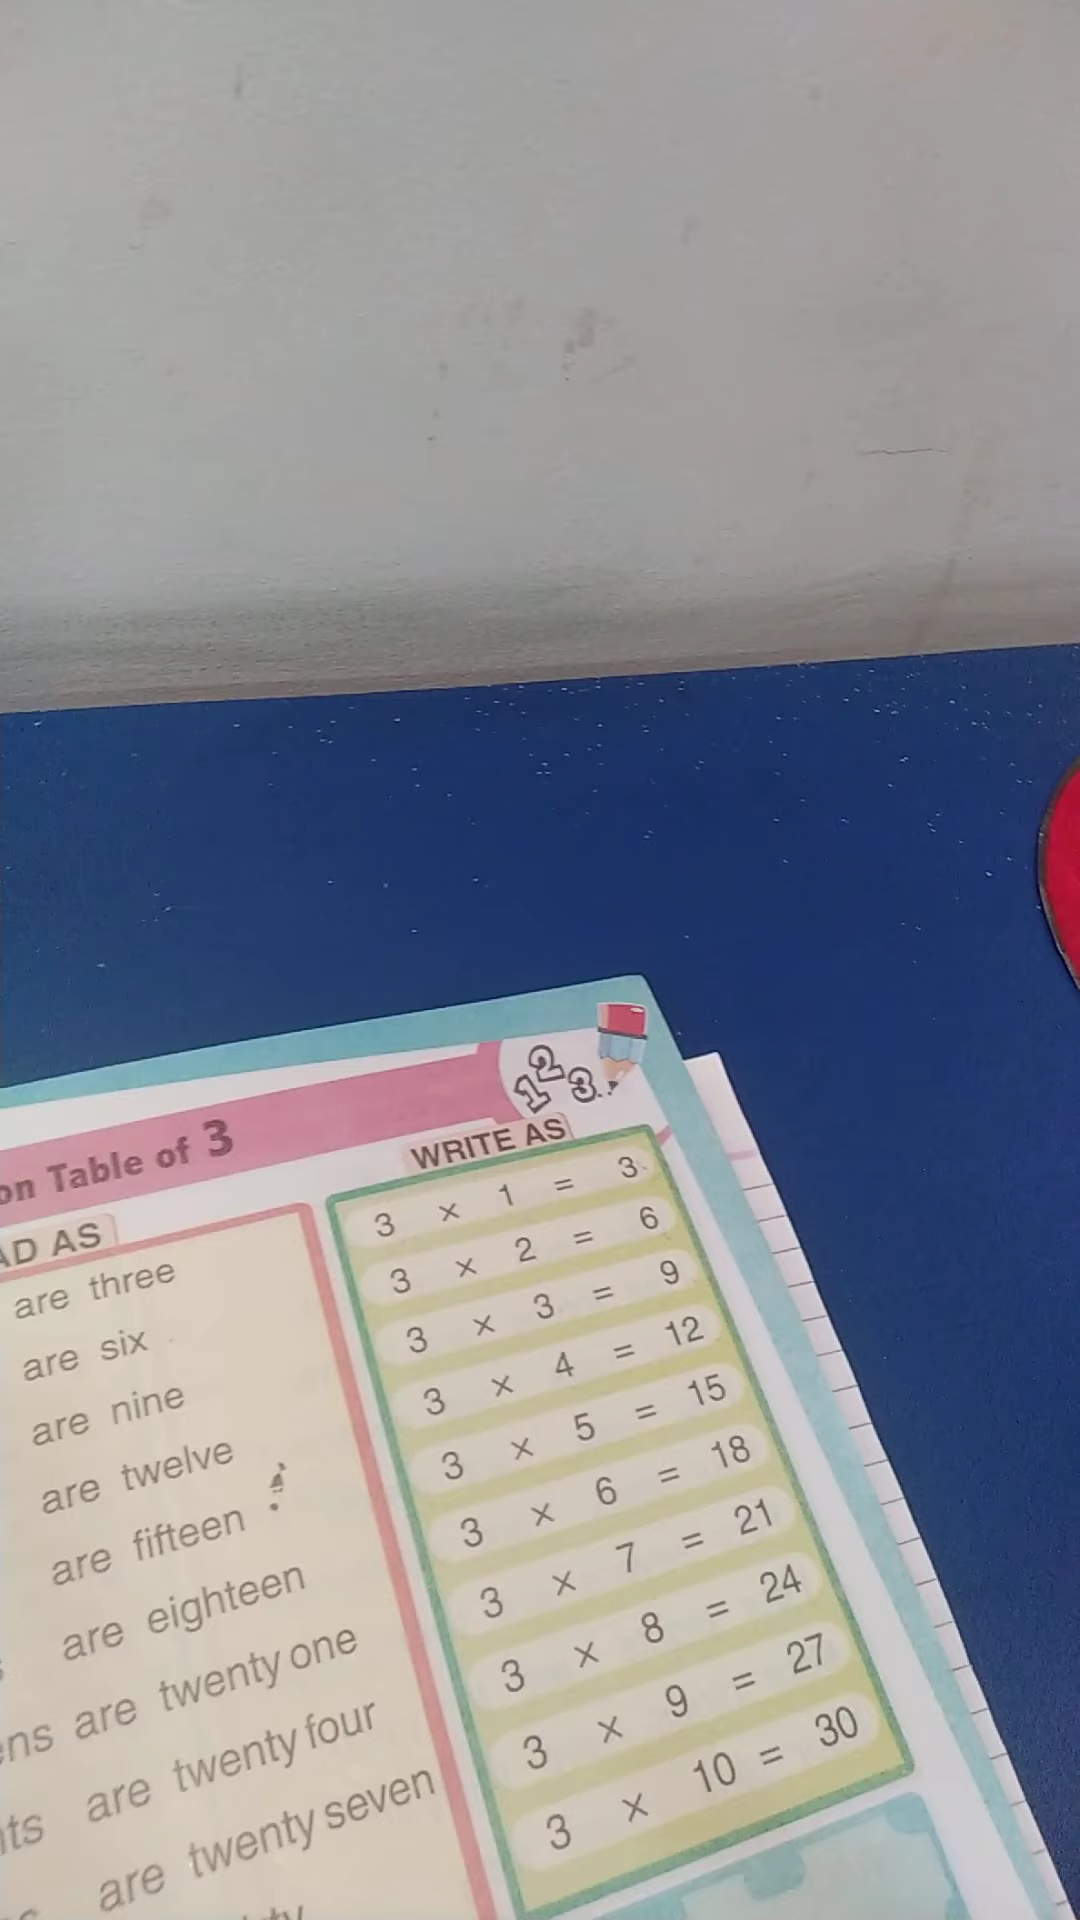 123..
on Table of 3
AD AS
are three
are six
are nine
are twelve
are fifteen
are eighteen
ens are twenty one
are twenty four
are twenty seven
WRITE AS
3 × 1 = 3
3 × 2 = 6
3 × 3 = 9
3 × 4 = 12
3 × 5 = 15
3 × 6 = 18
3 × 7 = 21
3 × 8 = 24
3 × 9 = 27
3 × 10 = 30